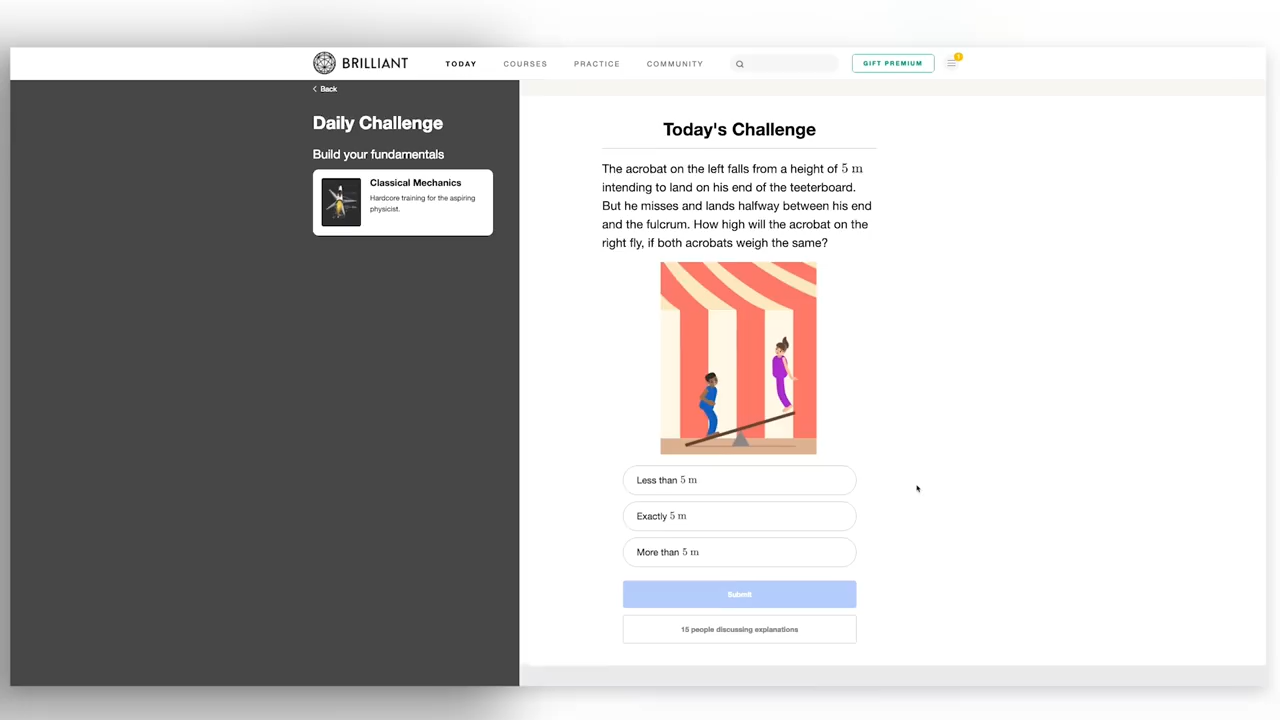 BRILLIANT
TODAY
COURSES
PRACTICE
COMMUNITY
GIFT PREMIUM
1
Back
Daily Challenge
Build your fundamentals
Classical Mechanics
Hardcore training for the aspiring
physicist.
Today's Challenge
The acrobat on the left falls from a height of 5 m
intending to land on his end of the teeterboard.
But he misses and lands halfway between his end
and the fulcrum. How high will the acrobat on the
right fly, if both acrobats weigh the same?
Less than 5 m
Exactly 5 m
More than 5 m
Submit
15 people discussing explanations